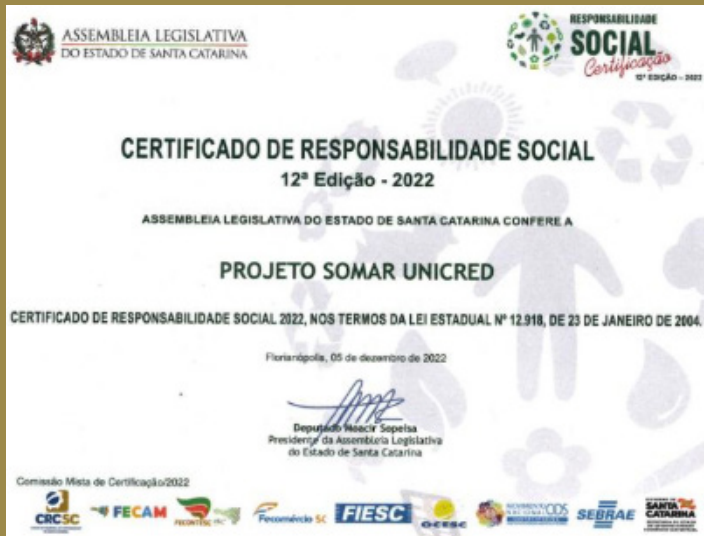 ASSEMBLEIA LEGISLATIVA
DO ESTADO DE SANTA CATARINA
RESPONSABILIDADE
SOCIAL
Certificação
12ª EDIÇÃO - 2022
CERTIFICADO DE RESPONSABILIDADE SOCIAL
12ª Edição - 2022
ASSEMBLEIA LEGISLATIVA DO ESTADO DE SANTA CATARINA CONFERE A
PROJETO SOMAR UNICRED
CERTIFICADO DE RESPONSABILIDADE SOCIAL 2022, NOS TERMOS DA LEI ESTADUAL Nº 12.918, DE 23 DE JANEIRO DE 2004.
Florianópolis, 05 de dezembro de 2022
Deputado Moacir Sopelsa
Presidente da Assembleia Legislativa
do Estado de Santa Catarina
Comissão Mista de Certificação/2022
CRCSC
FECAM
FECONTESC
Fecomércio SC
FIESC
OCESC
MOVIMENTO NACIONAL ODS
SEBRAE
SANTA CATARINA